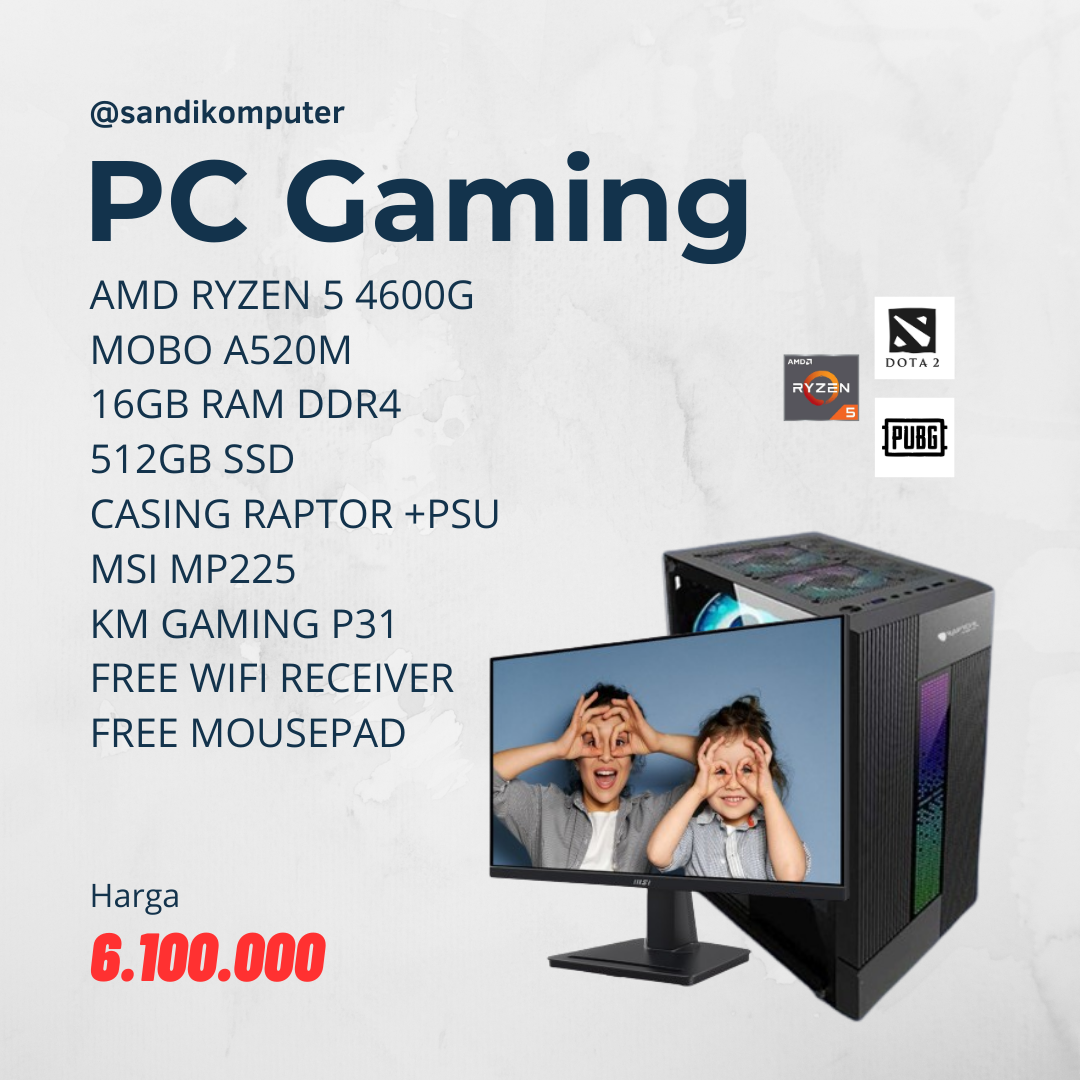 @sandikomputer
PC Gaming
AMD RYZEN 5 4600G
MOBO A520M
16GB RAM DDR4
512GB SSD
CASING RAPTOR +PSU
MSI MP225
KM GAMING P31
FREE WIFI RECEIVER
FREE MOUSEPAD
DOTA 2
AMD
RYZEN
5
PUBG
msi
Harga
6.100.000